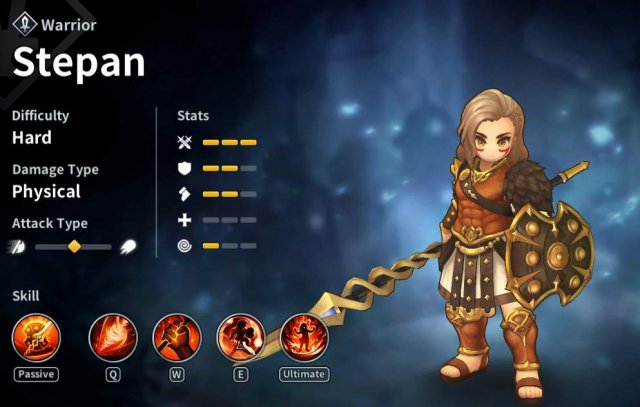 Warrior
Stepan
Difficulty
Hard
Damage Type
Physical
Attack Type
Stats
Skill
Passive
Q
W
E
Ultimate